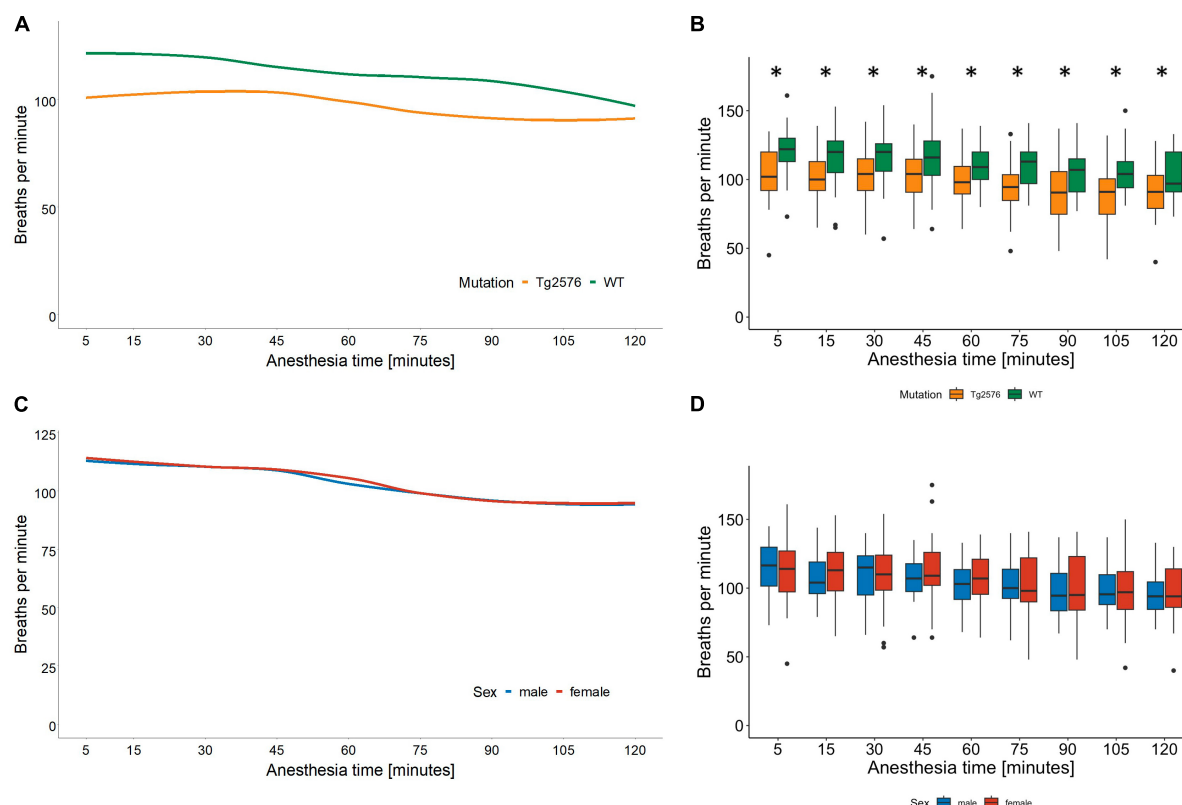 A
Breaths per minute
100
50
0
Mutation Tg2576 WT
5 15 30 45 60 75 90 105 120
Anesthesia time [minutes]
B
Breaths per minute
* * * * * * * * *
150
100
50
0
5 15 30 45 60 75 90 105 120
Anesthesia time [minutes]
Mutation Tg2576 WT
C
Breaths per minute
125
100
75
50
25
0
Sex male female
5 15 30 45 60 75 90 105 120
Anesthesia time [minutes]
D
Breaths per minute
150
100
50
0
5 15 30 45 60 75 90 105 120
Anesthesia time [minutes]
Sex male female